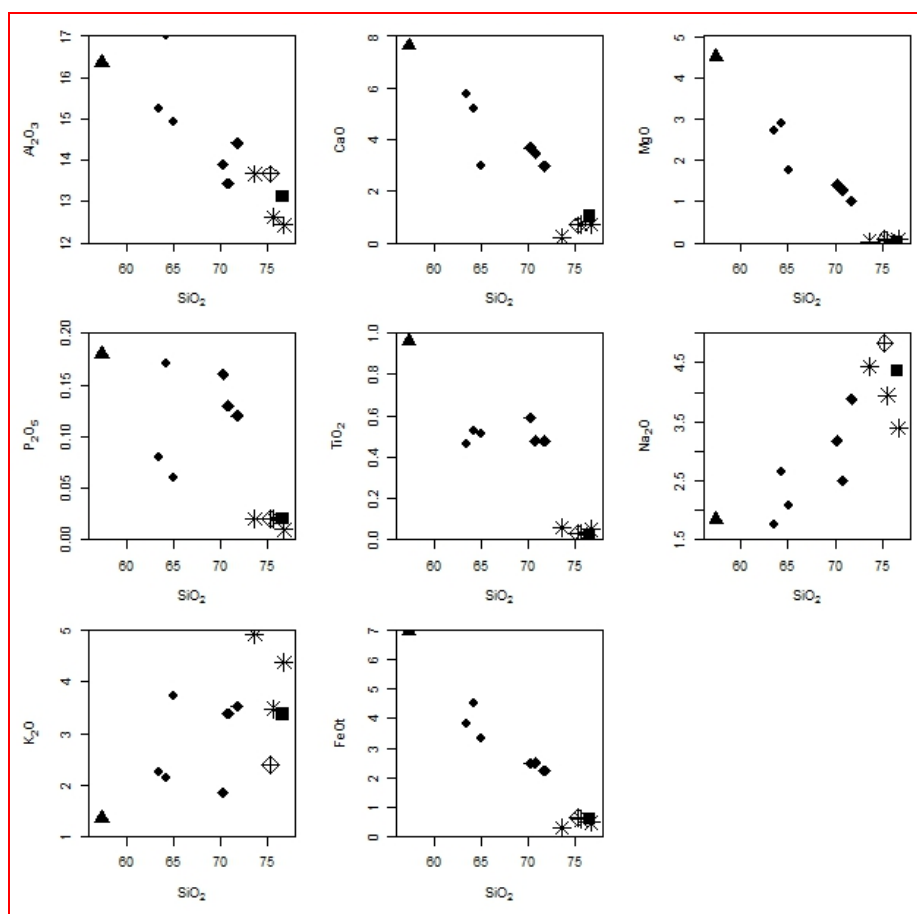 Al₂O₃
12 13 14 15 16 17
60 65 70 75
SiO₂
CaO
0 2 4 6 8
60 65 70 75
SiO₂
MgO
0 1 2 3 4 5
60 65 70 75
SiO₂
P₂O₅
0.00 0.05 0.10 0.15 0.20
60 65 70 75
SiO₂
TiO₂
0.0 0.2 0.4 0.6 0.8 1.0
60 65 70 75
SiO₂
Na₂O
1.5 2.5 3.5 4.5
60 65 70 75
SiO₂
K₂O
1 2 3 4 5
60 65 70 75
SiO₂
FeOt
0 1 2 3 4 5 6 7
60 65 70 75
SiO₂